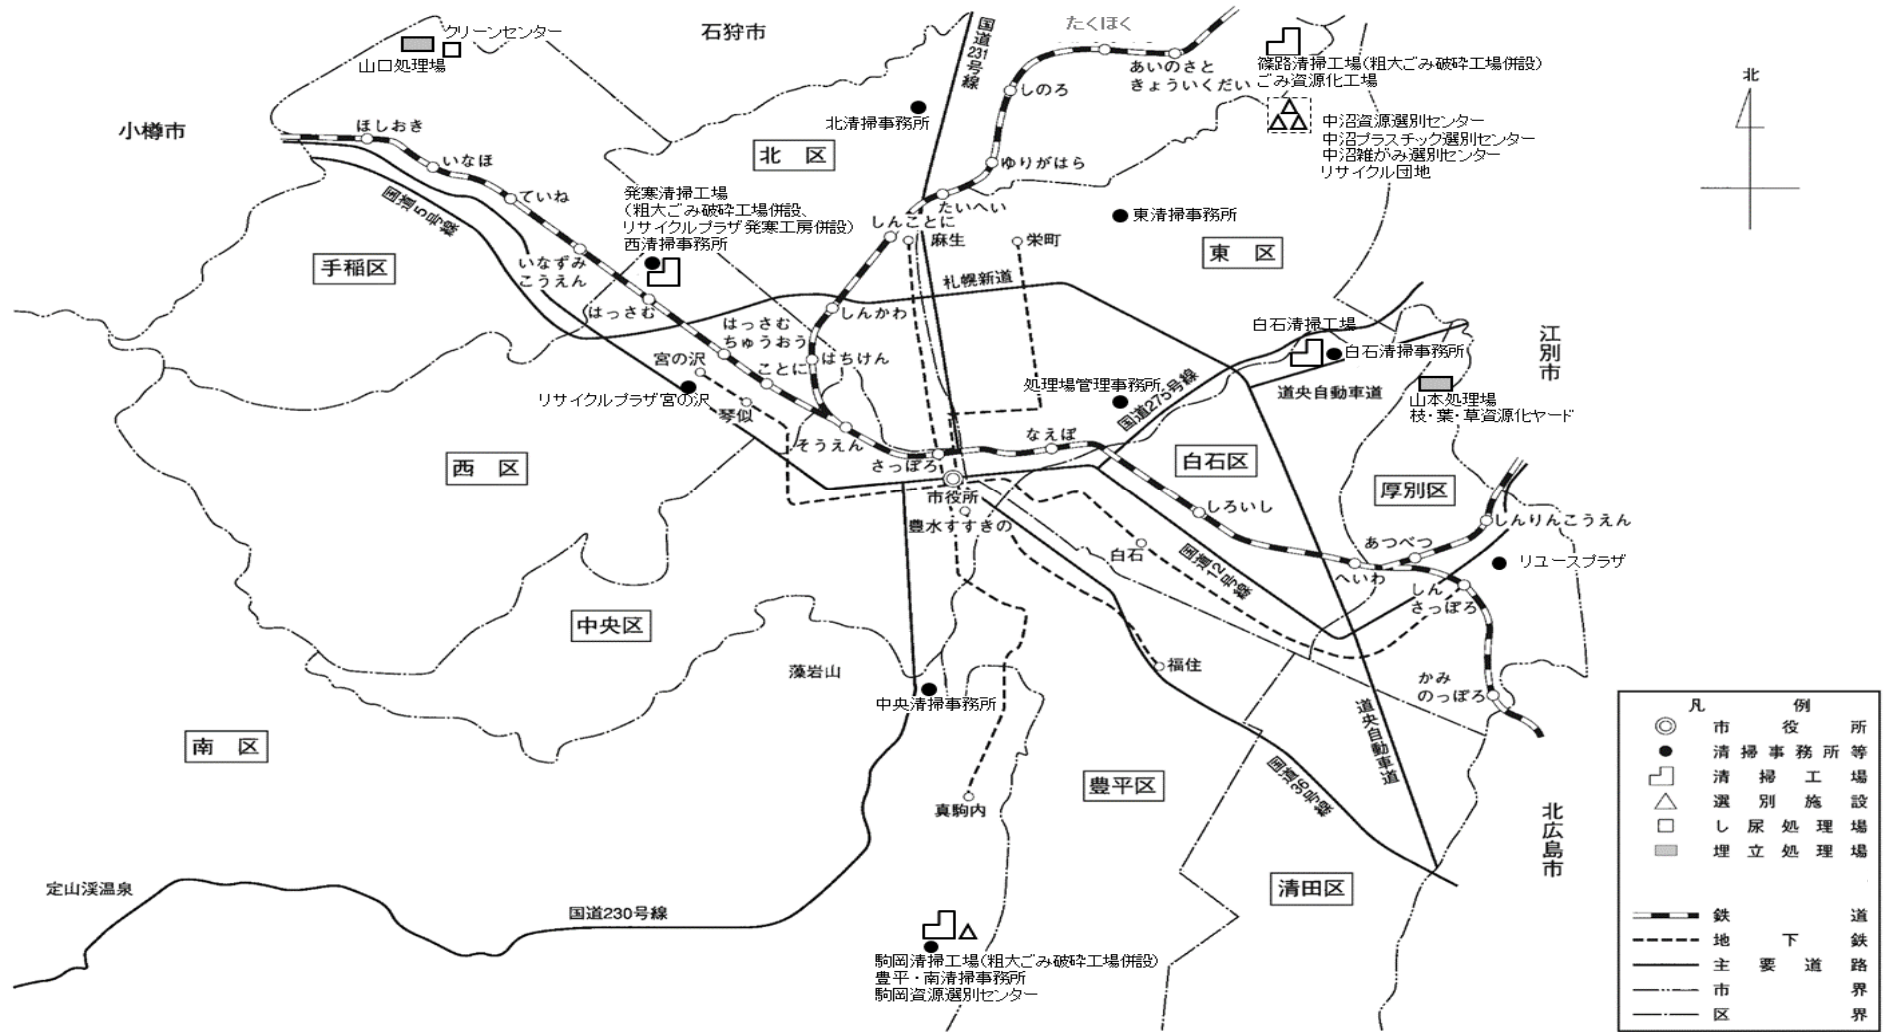 クリーンセンター
山口処理場
石狩市
国道231号線
たくほく
あいのさと
きょういくだい
しのろ
篠路清掃工場(粗大ごみ破砕工場併設)
ごみ資源化工場
北
小樽市
ほしおき
いなほ
ていね
国道5号線
北清掃事務所
北 区
ゆりがはら
中沼資源選別センター
中沼プラスチック選別センター
中沼雑がみ選別センター
リサイクル団地
発寒清掃工場
(粗大ごみ破砕工場併設、
リサイクルプラザ発寒工房併設)
西清掃事務所
たいへい
しんことに
麻生
栄町
東清掃事務所
東 区
手稲区
いなずみ
こうえん
はっさむ
札幌新道
しんかわ
はっさむ
ちゅうおう
はちけん
宮の沢
ことに
リサイクルプラザ宮の沢
琴似
処理場管理事務所
国道275号線
白石清掃工場
白石清掃事務所
道央自動車道
江別市
山本処理場
枝・葉・草資源化ヤード
そうえん
さっぽろ
なえぼ
西 区
白石区
厚別区
市役所
豊水すすきの
しろいし
白石
国道12号線
あつべつ
しんりんこうえん
へいわ
リユースプラザ
しん
さっぽろ
中央区
藻岩山
中央清掃事務所
福住
かみ
のっぽろ
道央自動車道
南 区
真駒内
豊平区
国道36号線
北広島市
清田区
定山渓温泉
国道230号線
駒岡清掃工場(粗大ごみ破砕工場併設)
豊平・南清掃事務所
駒岡資源選別センター
凡 例
市役所
清掃事務所等
清掃工場
選別施設
し尿処理場
埋立処理場
鉄道
地下鉄
主要道路
市界
区界